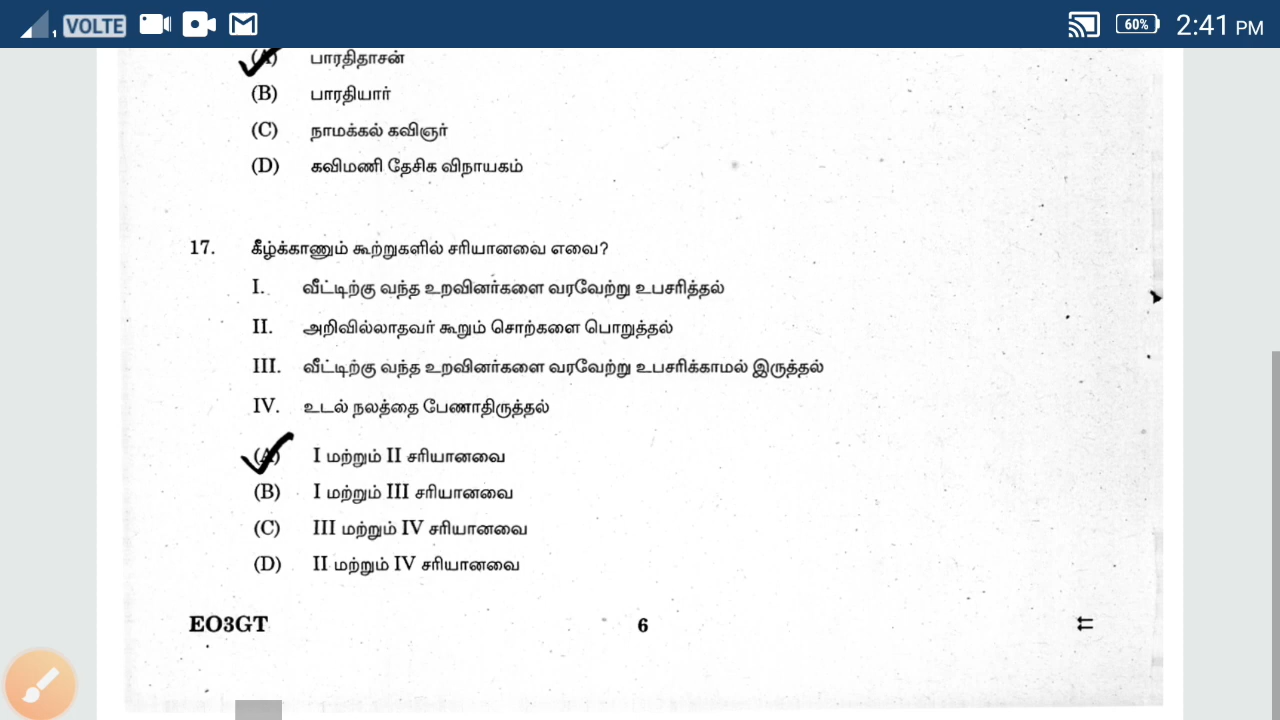 1 VOLTE 60% 2:41 PM
(A) பாரதிதாசன்
(B) பாரதியார்
(C) நாமக்கல் கவிஞர்
(D) கவிமணி தேசிக விநாயகம்
17. கீழ்க்காணும் கூற்றுகளில் சரியானவை எவை?
I. வீட்டிற்கு வந்த உறவினர்களை வரவேற்று உபசரித்தல்
II. அறிவில்லாதவர் கூறும் சொற்களை பொறுத்தல்
III. வீட்டிற்கு வந்த உறவினர்களை வரவேற்று உபசரிக்காமல் இருத்தல்
IV. உடல் நலத்தை பேணாதிருத்தல்
(A) I மற்றும் II சரியானவை
(B) I மற்றும் III சரியானவை
(C) III மற்றும் IV சரியானவை
(D) II மற்றும் IV சரியானவை
EO3GT 6